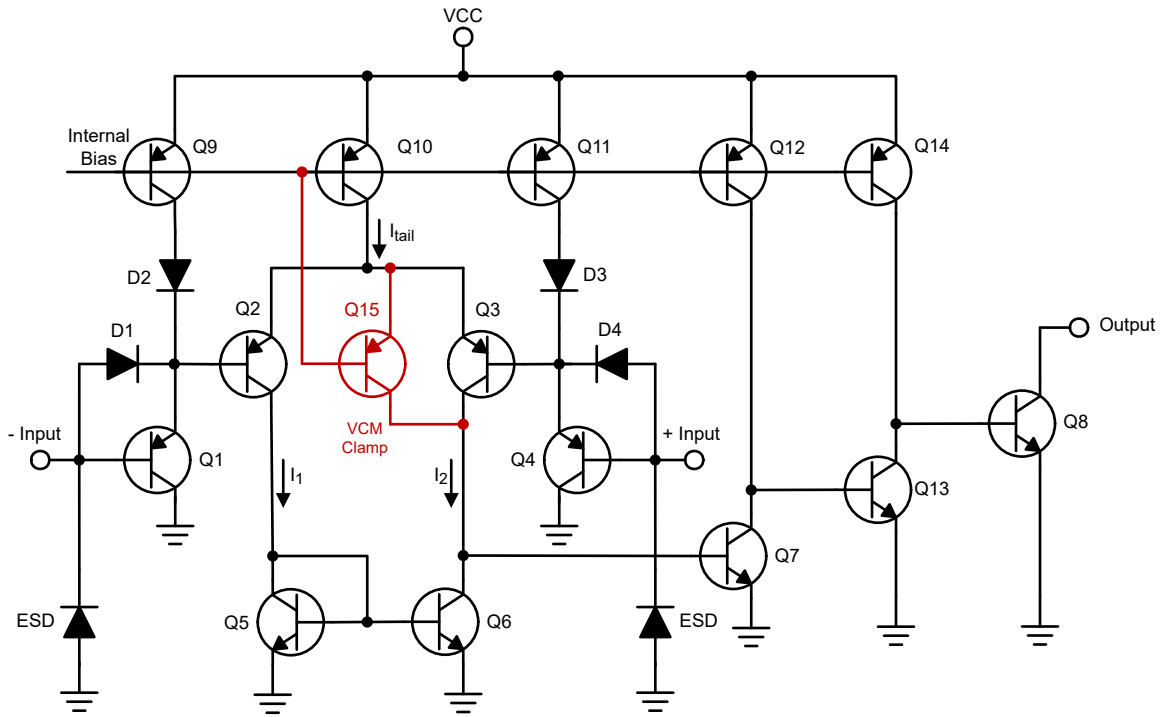 VCC
Internal
Bias
Q9
Q10
Q11
Q12
Q14
Itail
D2
D3
Q2
Q15
Q3
D1
D4
Output
VCM
Clamp
- Input
Q1
Q4
+ Input
Q8
I1
I2
Q13
Q7
ESD
Q5
Q6
ESD